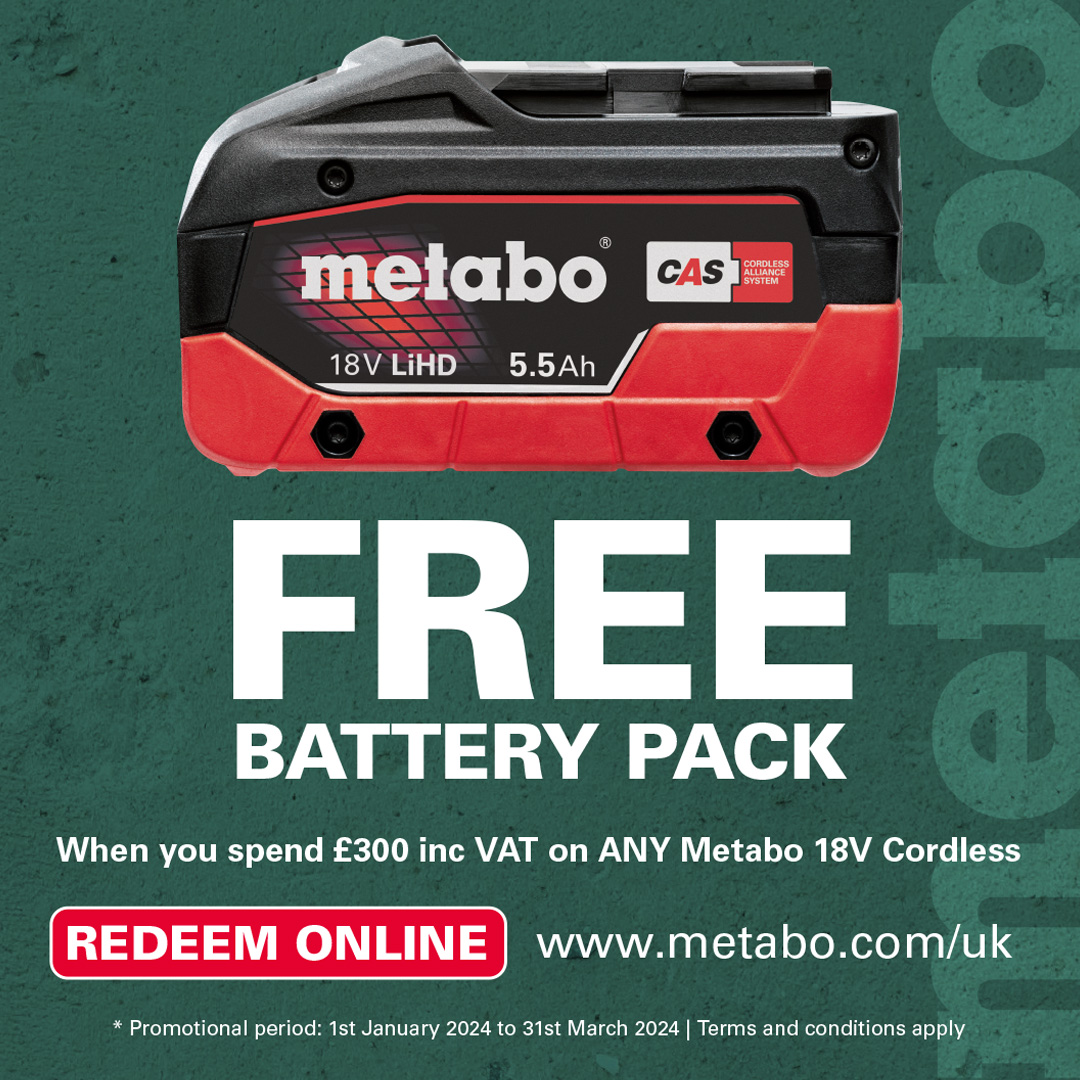 metabo®
CAS CORDLESS ALLIANCE SYSTEM
18V LiHD 5.5Ah
FREE
BATTERY PACK
When you spend £300 inc VAT on ANY Metabo 18V Cordless
REDEEM ONLINE www.metabo.com/uk
* Promotional period: 1st January 2024 to 31st March 2024 | Terms and conditions apply
metabo